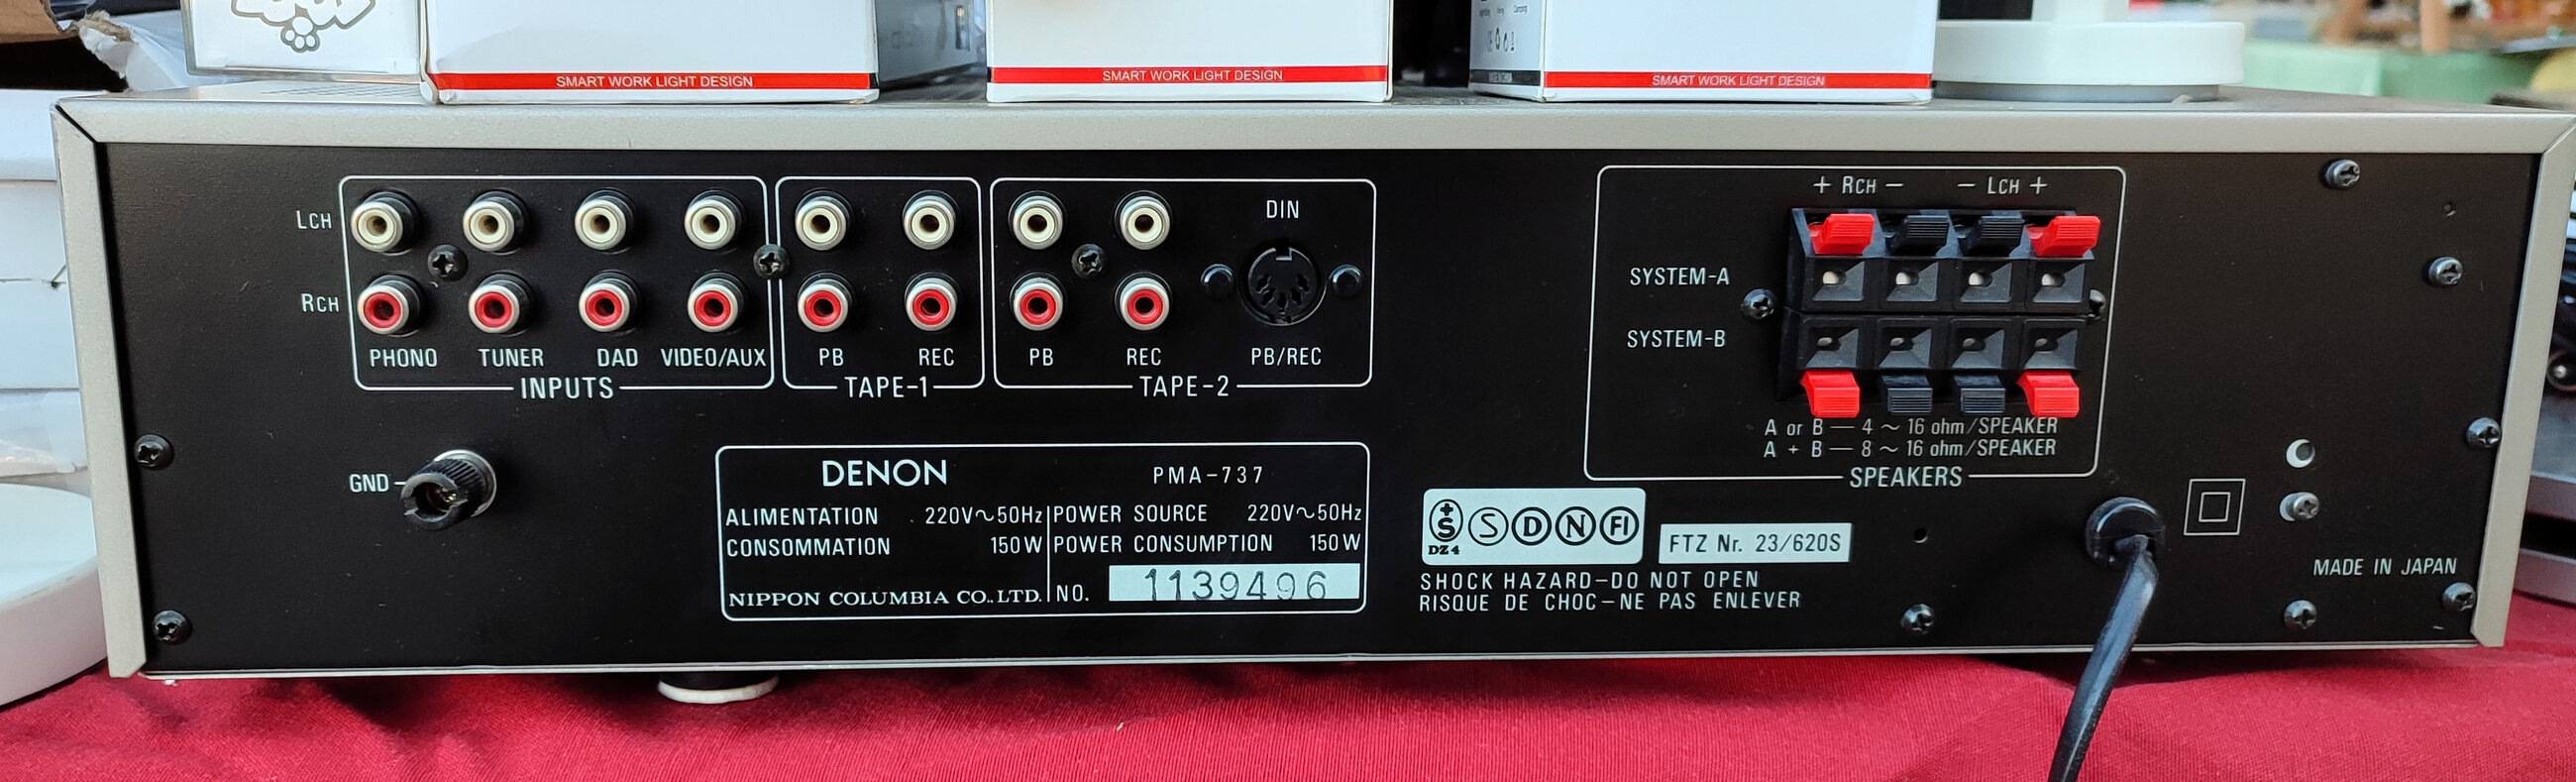 SMART WORK LIGHT DESIGN
SMART WORK LIGHT DESIGN
SMART WORK LIGHT DESIGN
LCH
RCH
PHONO TUNER DAD VIDEO/AUX
INPUTS
PB REC
TAPE-1
DIN
PB REC PB/REC
TAPE-2
+ RCH − − LCH +
SYSTEM-A
SYSTEM-B
A or B — 4 ~ 16 ohm/SPEAKER
A + B — 8 ~ 16 ohm/SPEAKER
SPEAKERS
GND
DENON PMA-737
ALIMENTATION 220V~50Hz
CONSOMMATION 150W
NIPPON COLUMBIA CO.,LTD.
POWER SOURCE 220V~50Hz
POWER CONSUMPTION 150W
NO. 1139496
+S S D N FI
DZ4
FTZ Nr. 23/620S
SHOCK HAZARD–DO NOT OPEN
RISQUE DE CHOC–NE PAS ENLEVER
MADE IN JAPAN